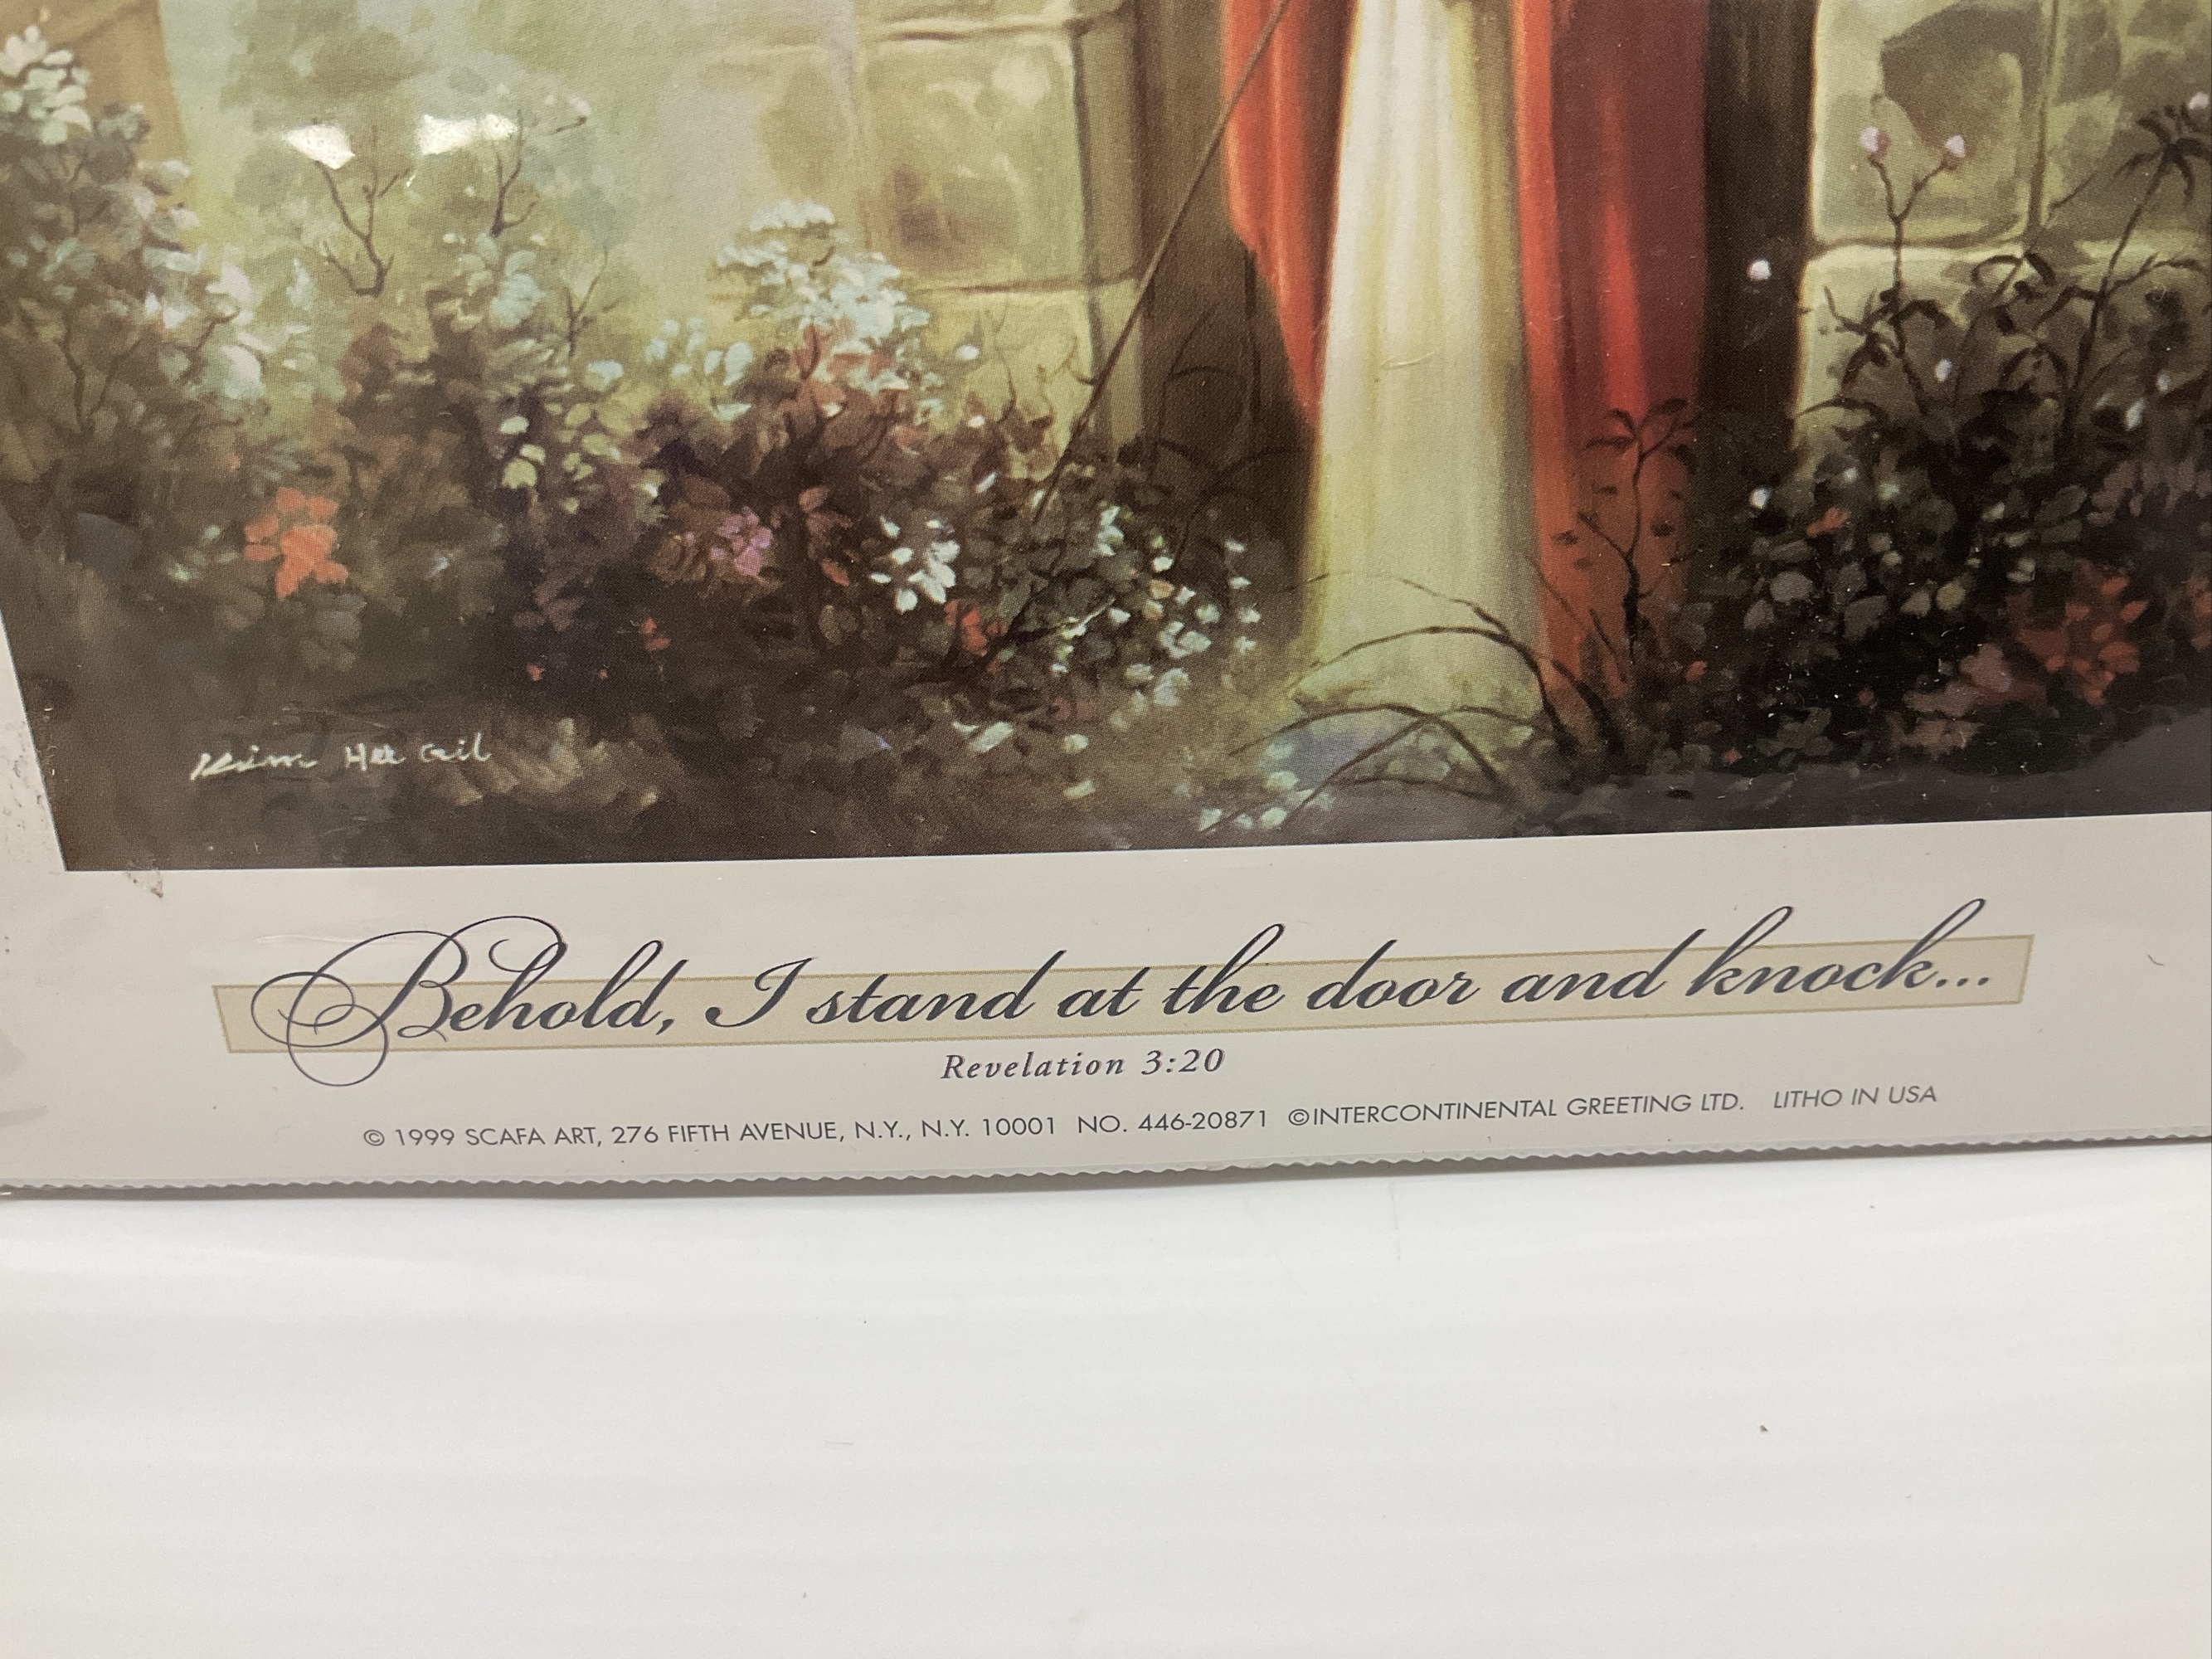 Kim Hee Gil
Behold, I stand at the door and knock...
Revelation 3:20
© 1999 SCAFA ART, 276 FIFTH AVENUE, N.Y., N.Y. 10001 NO. 446-20871 ©INTERCONTINENTAL GREETING LTD. LITHO IN USA